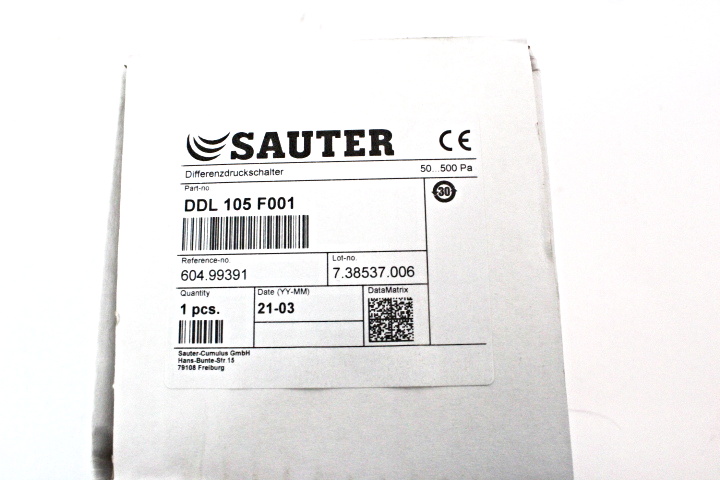 SAUTER CE
Differenzdruckschalter 50...500 Pa
Part-no
DDL 105 F001
30
Reference-no. Lot-no.
604.99391 7.38537.006
Quantity Date (YY-MM) DataMatrix
1 pcs. 21-03
Sauter-Cumulus GmbH
Hans-Bunte-Str 15
79108 Freiburg